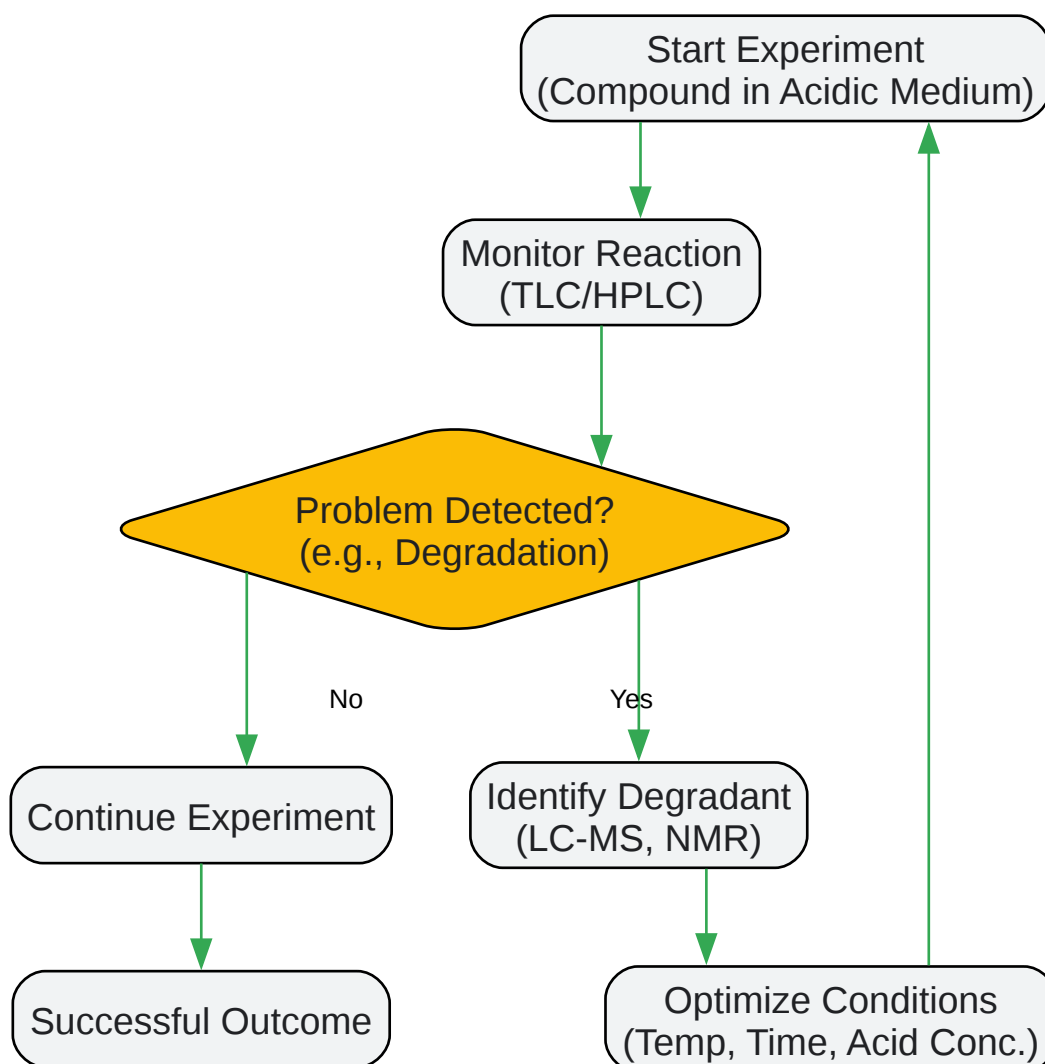 Start Experiment
(Compound in Acidic Medium)
Monitor Reaction
(TLC/HPLC)
Problem Detected?
(e.g., Degradation)
No
Yes
Continue Experiment
Identify Degradant
(LC-MS, NMR)
Successful Outcome
Optimize Conditions
(Temp, Time, Acid Conc.)